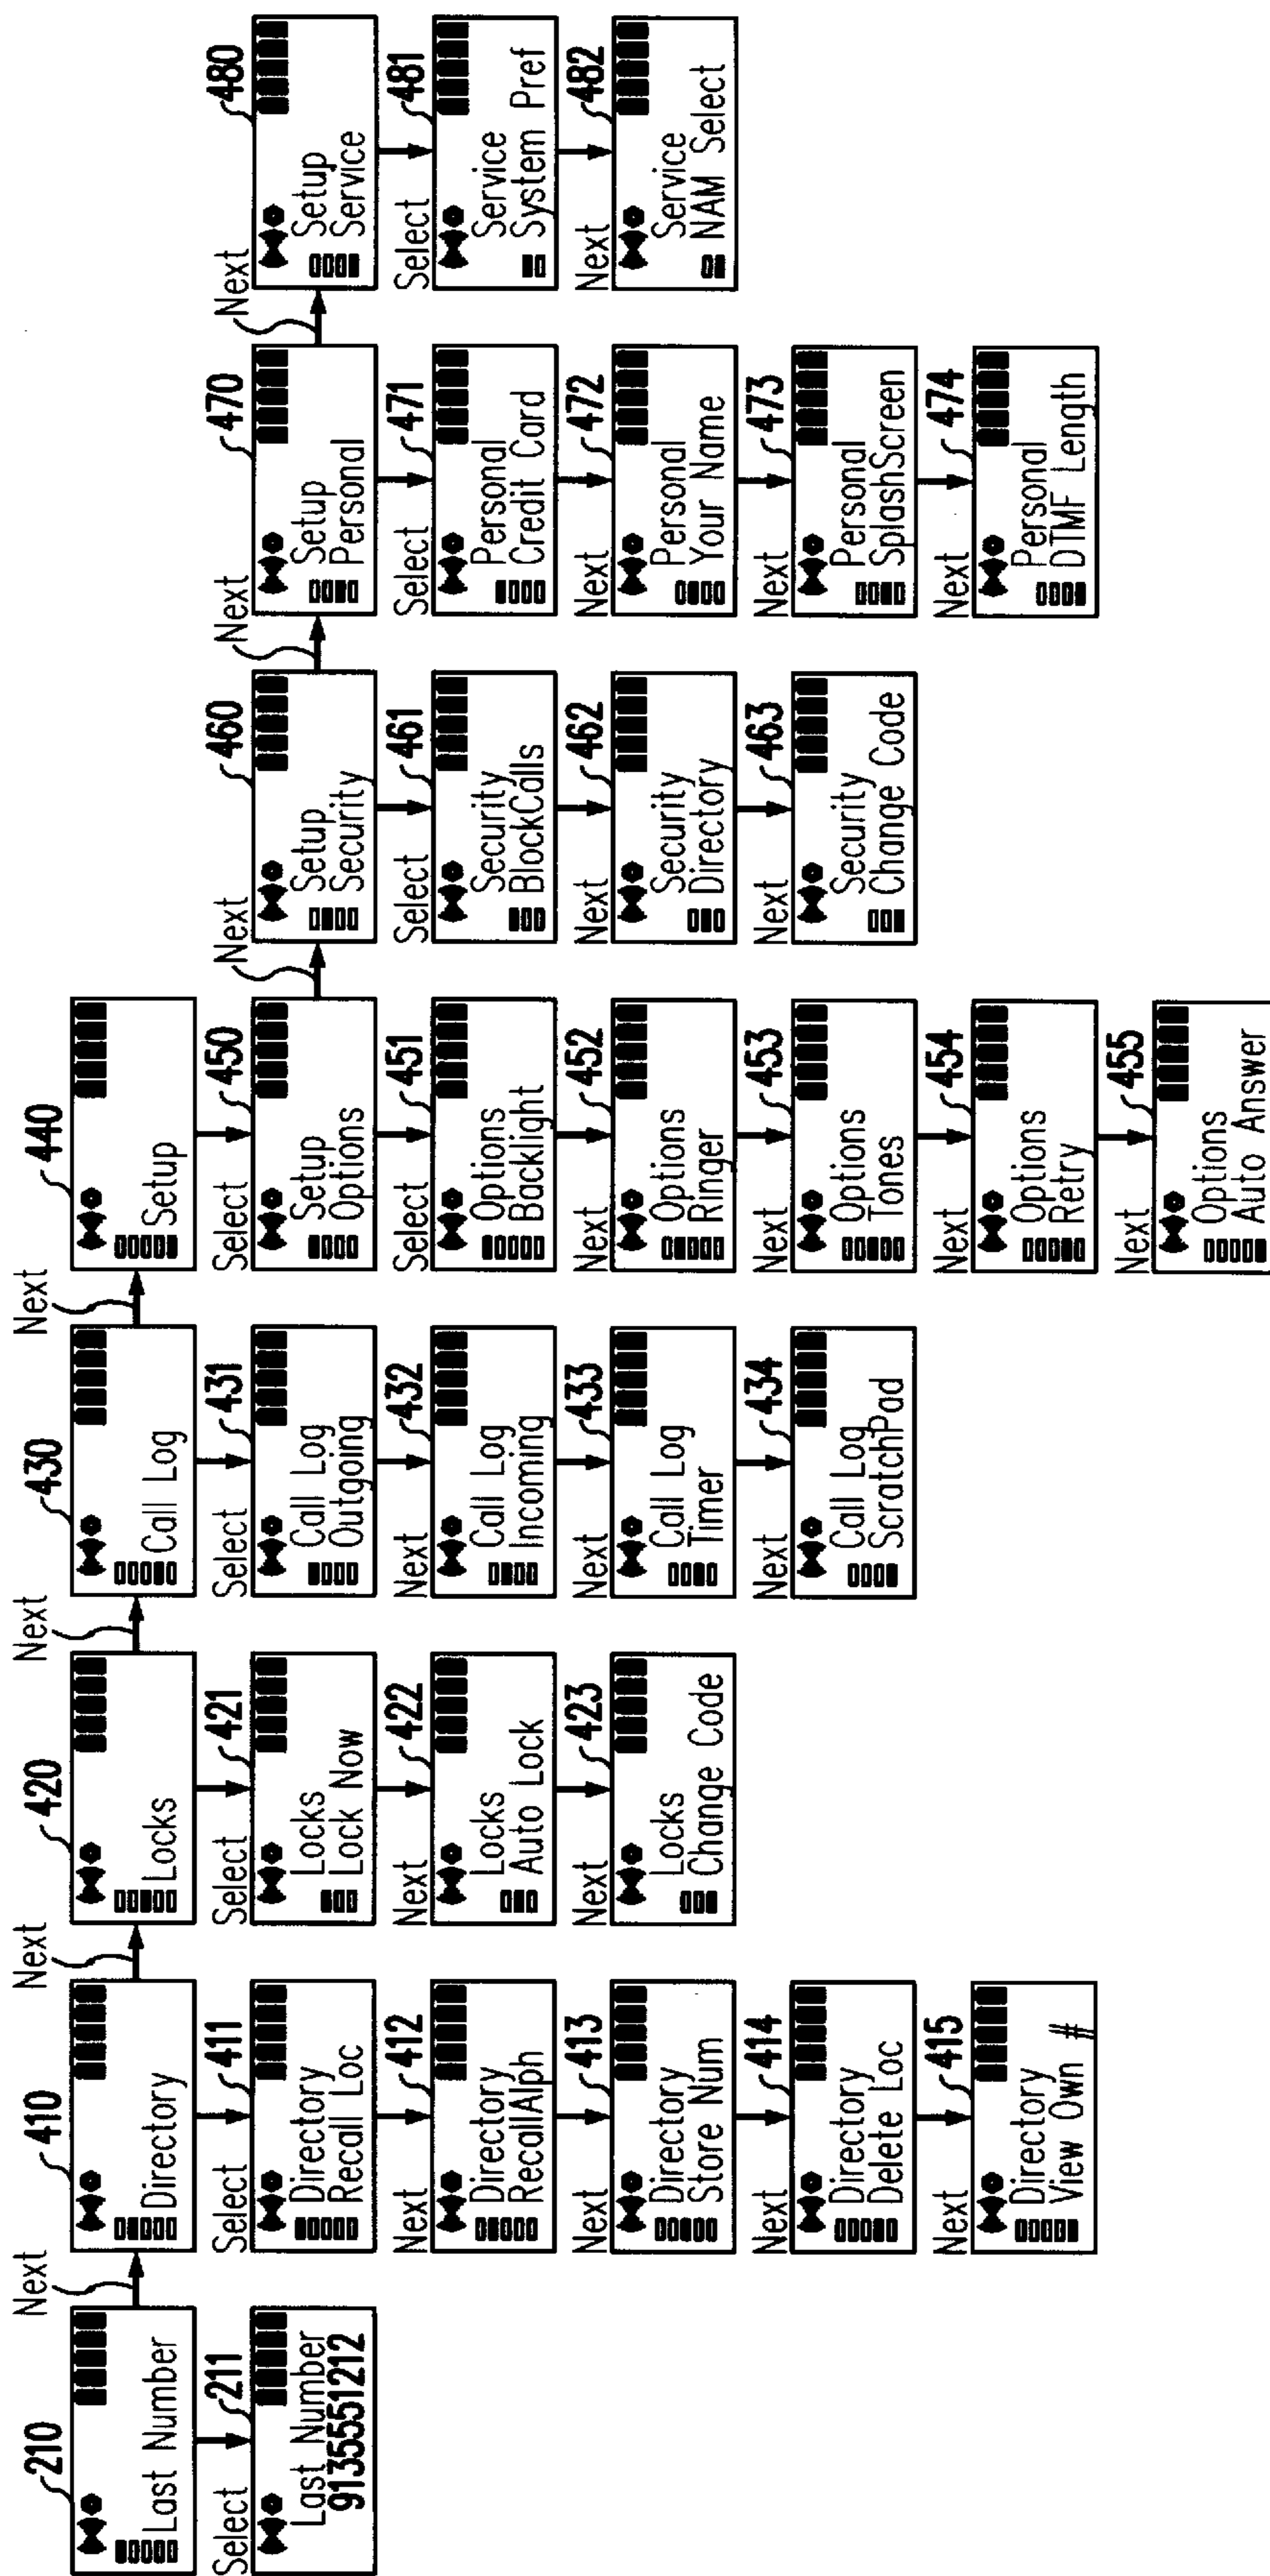 Next
Next
Next
Next
210
Last Number
410
Directory
420
Locks
430
Call Log
440
Setup
Select
211
Last Number
9135551212
Select
411
Directory
Recall Loc
Select
421
Locks
Lock Now
Select
431
Call Log
Outgoing
Select
450
Setup
Options
Next
460
Setup
Security
Next
470
Setup
Personal
Next
480
Setup
Service
Next
412
Directory
RecallAlph
Next
422
Locks
Auto Lock
Next
432
Call Log
Incoming
Select
451
Options
Backlight
Select
461
Security
BlockCalls
Select
471
Personal
Credit Card
Select
481
Service
System Pref
Next
413
Directory
Store Num
Next
423
Locks
Change Code
Next
433
Call Log
Timer
Next
452
Options
Ringer
Next
462
Security
Directory
Next
472
Personal
Your Name
Next
482
Service
NAM Select
Next
414
Directory
Delete Loc
Next
434
Call Log
ScratchPad
Next
453
Options
Tones
Next
463
Security
Change Code
Next
473
Personal
SplashScreen
Next
415
Directory
View Own #
Next
454
Options
Retry
Next
474
Personal
DTMF Length
Next
455
Options
Auto Answer